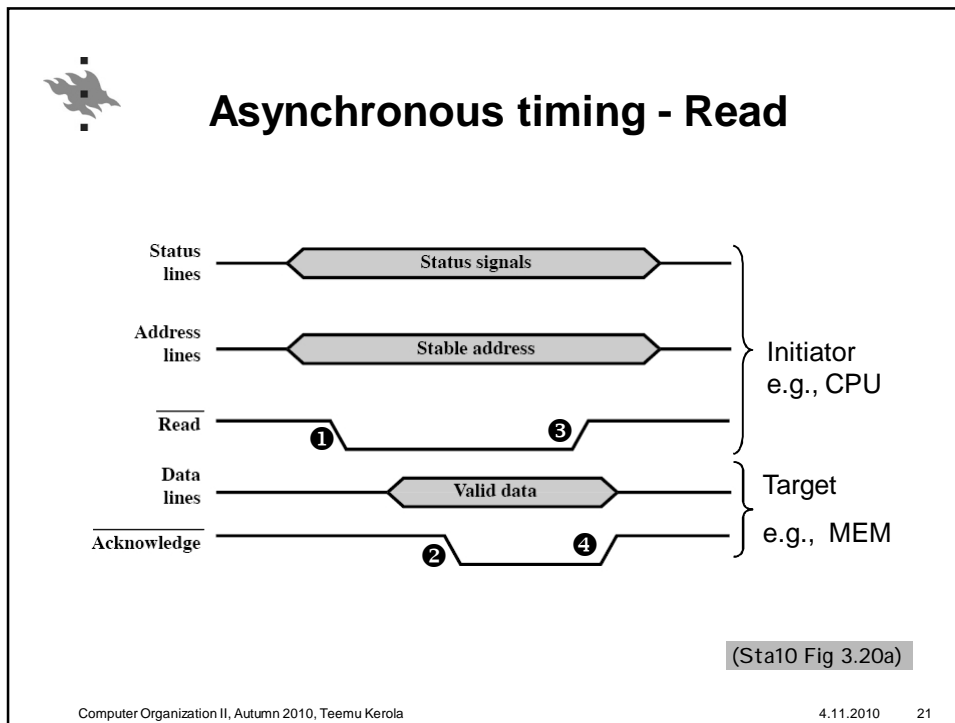 Asynchronous timing - Read
Status
lines
Status signals
Address
lines
Stable address
Initiator
e.g., CPU
Read
❶
❸
Data
lines
Valid data
Target
e.g., MEM
Acknowledge
❷
❹
(Sta10 Fig 3.20a)
Computer Organization II, Autumn 2010, Teemu Kerola
4.11.2010
21